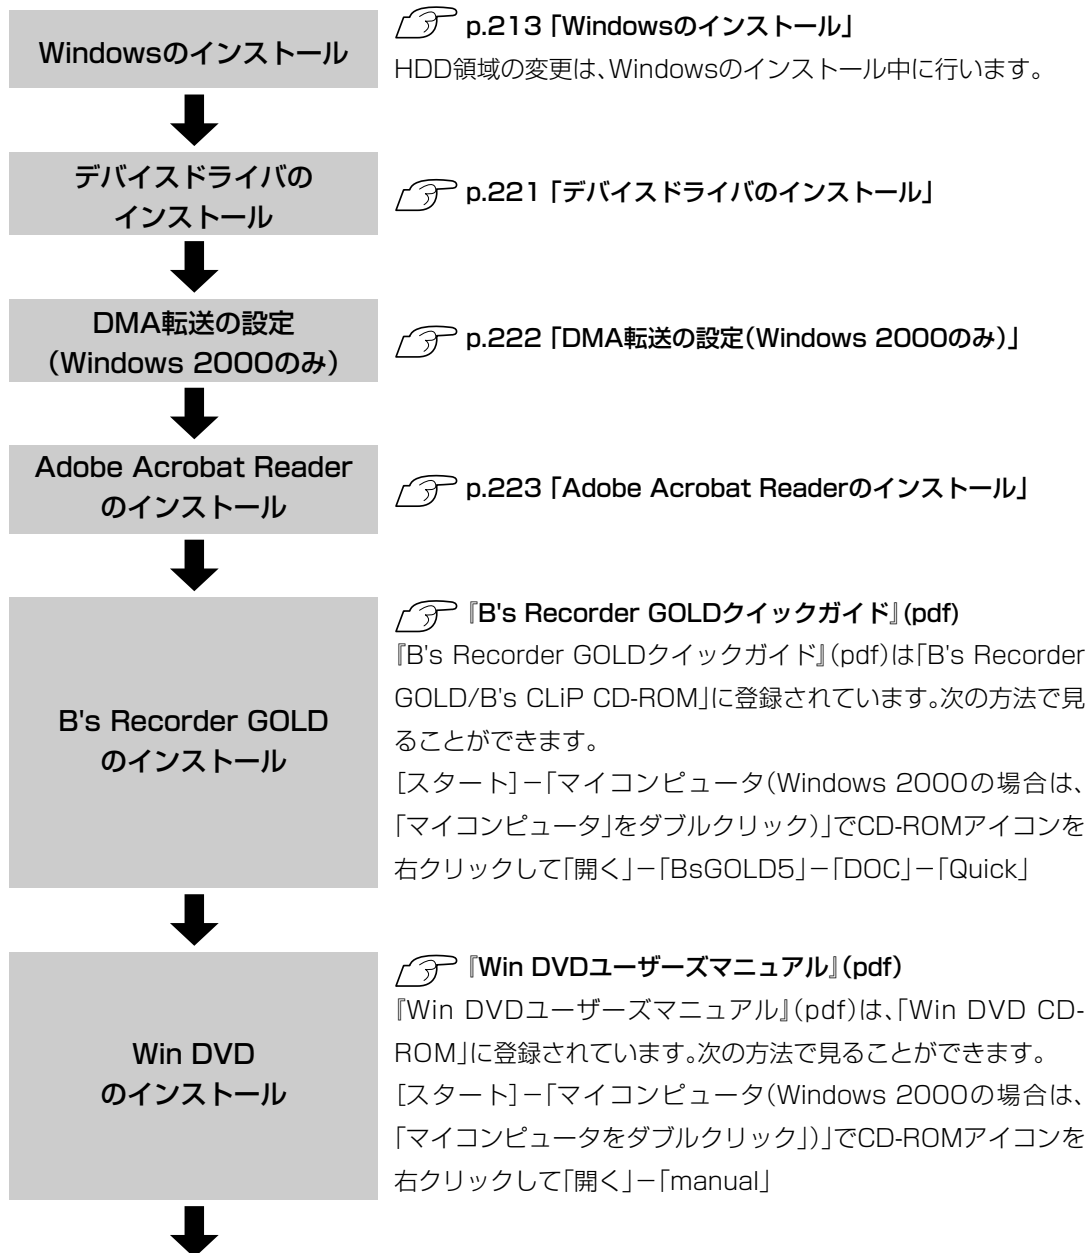 Windowsのインストール
p.213「Windowsのインストール」
HDD領域の変更は、Windowsのインストール中に行います。
デバイスドライバの
インストール
p.221「デバイスドライバのインストール」
DMA転送の設定
（Windows 2000のみ）
p.222「DMA転送の設定（Windows 2000のみ）」
Adobe Acrobat Reader
のインストール
p.223「Adobe Acrobat Readerのインストール」
B's Recorder GOLD
のインストール
『B's Recorder GOLDクイックガイド』(pdf)
『B's Recorder GOLDクイックガイド』（pdf）は「B's Recorder
GOLD/B's CLiP CD-ROM」に登録されています。次の方法で見
ることができます。
［スタート］－「マイコンピュータ（Windows 2000の場合は、
「マイコンピュータ」をダブルクリック）」でCD-ROMアイコンを
右クリックして「開く」－「BsGOLD5」－「DOC」－「Quick」
Win DVD
のインストール
『Win DVDユーザーズマニュアル』（pdf）
『Win DVDユーザーズマニュアル』（pdf）は、「Win DVD CD-
ROM」に登録されています。次の方法で見ることができます。
［スタート］－「マイコンピュータ（Windows 2000の場合は、
「マイコンピュータをダブルクリック」）」でCD-ROMアイコンを
右クリックして「開く」－「manual」